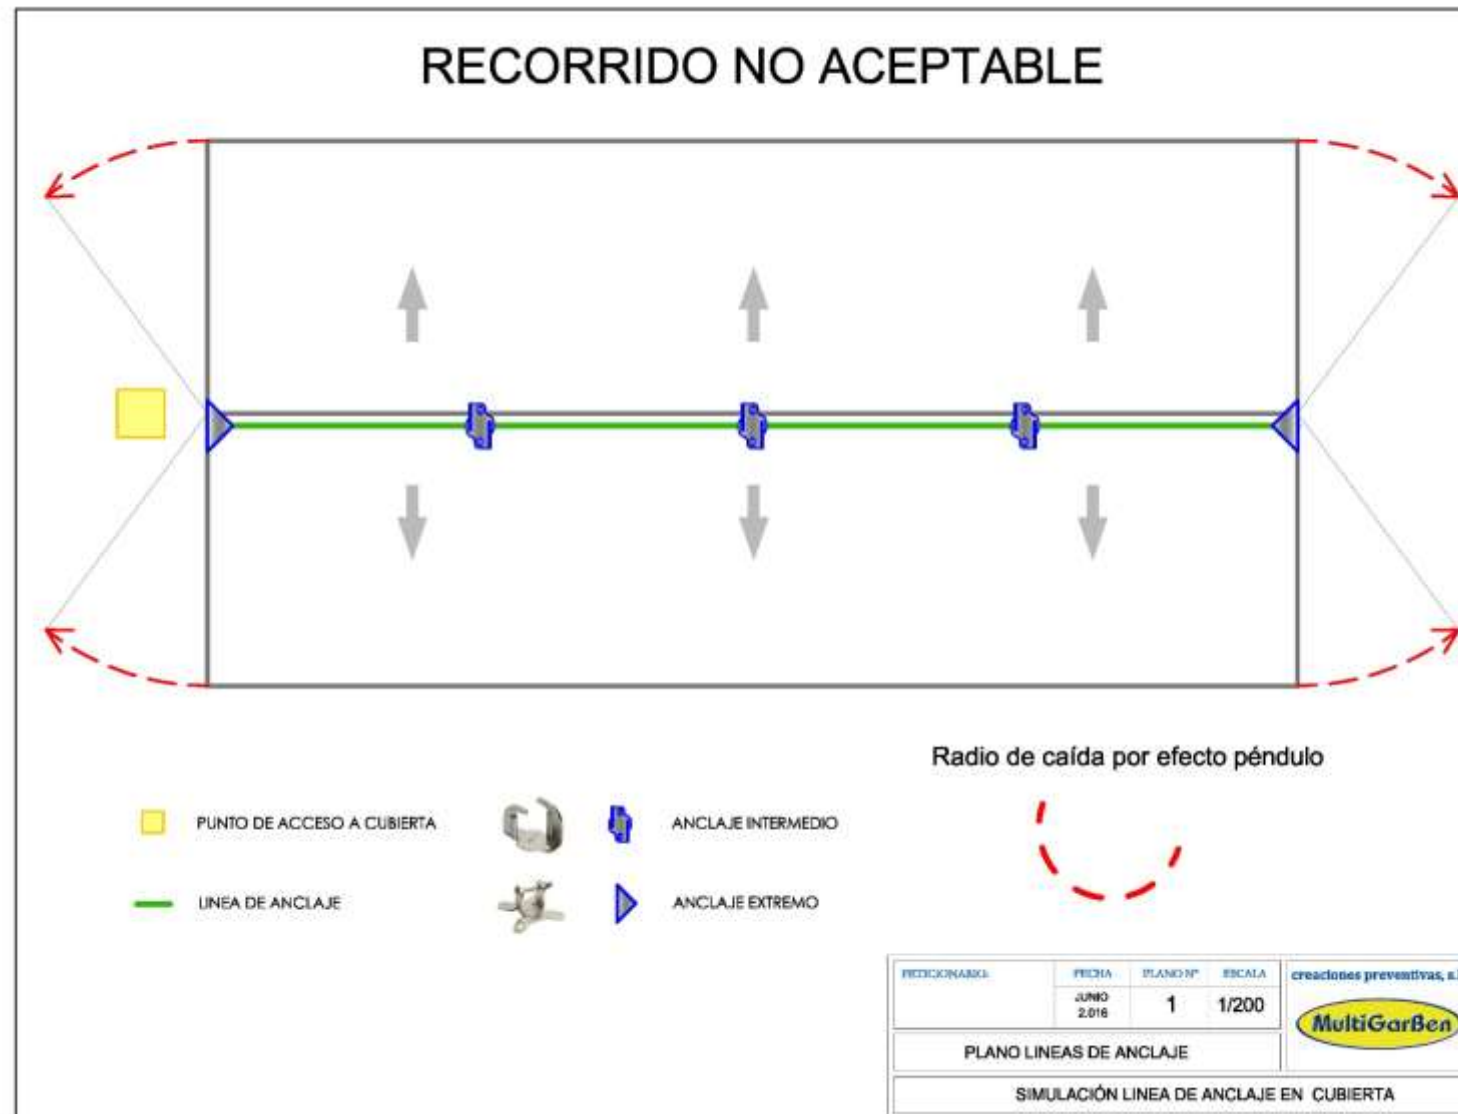 RECORRIDO NO ACEPTABLE
Radio de caída por efecto péndulo
PUNTO DE ACCESO A CUBIERTA
ANCLAJE INTERMEDIO
LINEA DE ANCLAJE
ANCLAJE EXTREMO
PETICIONARIO: FECHA PLANO Nº ESCALA creaciones preventivas, s.l
JUNIO
2.016 1 1/200
MultiGarBen
PLANO LINEAS DE ANCLAJE
SIMULACIÓN LINEA DE ANCLAJE EN CUBIERTA